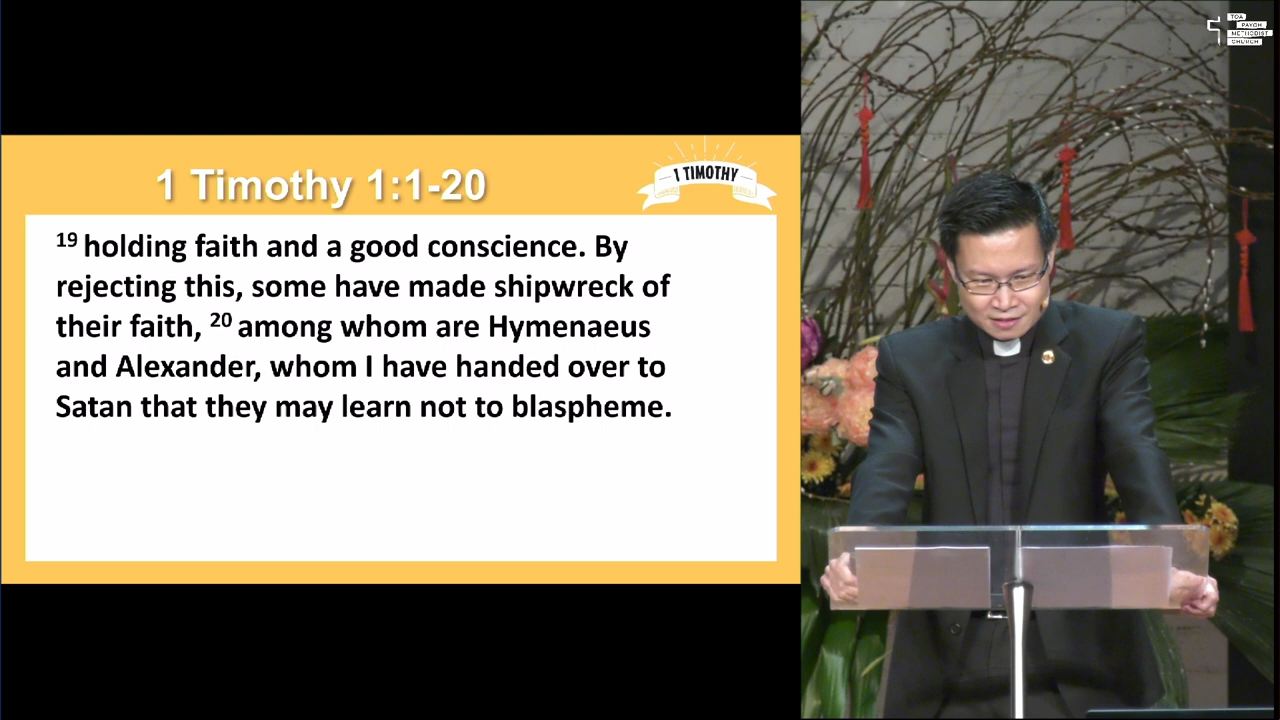 TOA
PAYOH
METHODIST
CHURCH
1 Timothy 1:1-20
1 TIMOTHY
19 holding faith and a good conscience. By
rejecting this, some have made shipwreck of
their faith, 20 among whom are Hymenaeus
and Alexander, whom I have handed over to
Satan that they may learn not to blaspheme.